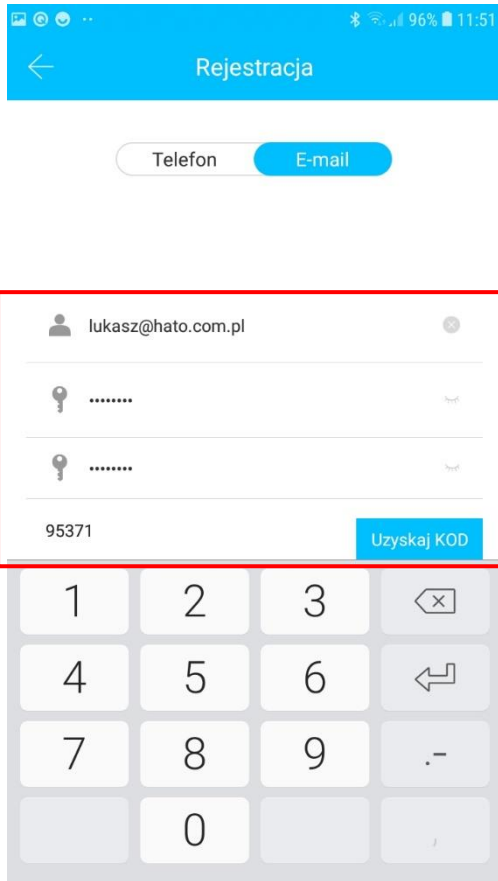 96% 11:51
Rejestracja
Telefon E-mail
lukasz@hato.com.pl
••••••••
••••••••
95371 Uzyskaj KOD
1 2 3
4 5 6
7 8 9 .-
0 ,